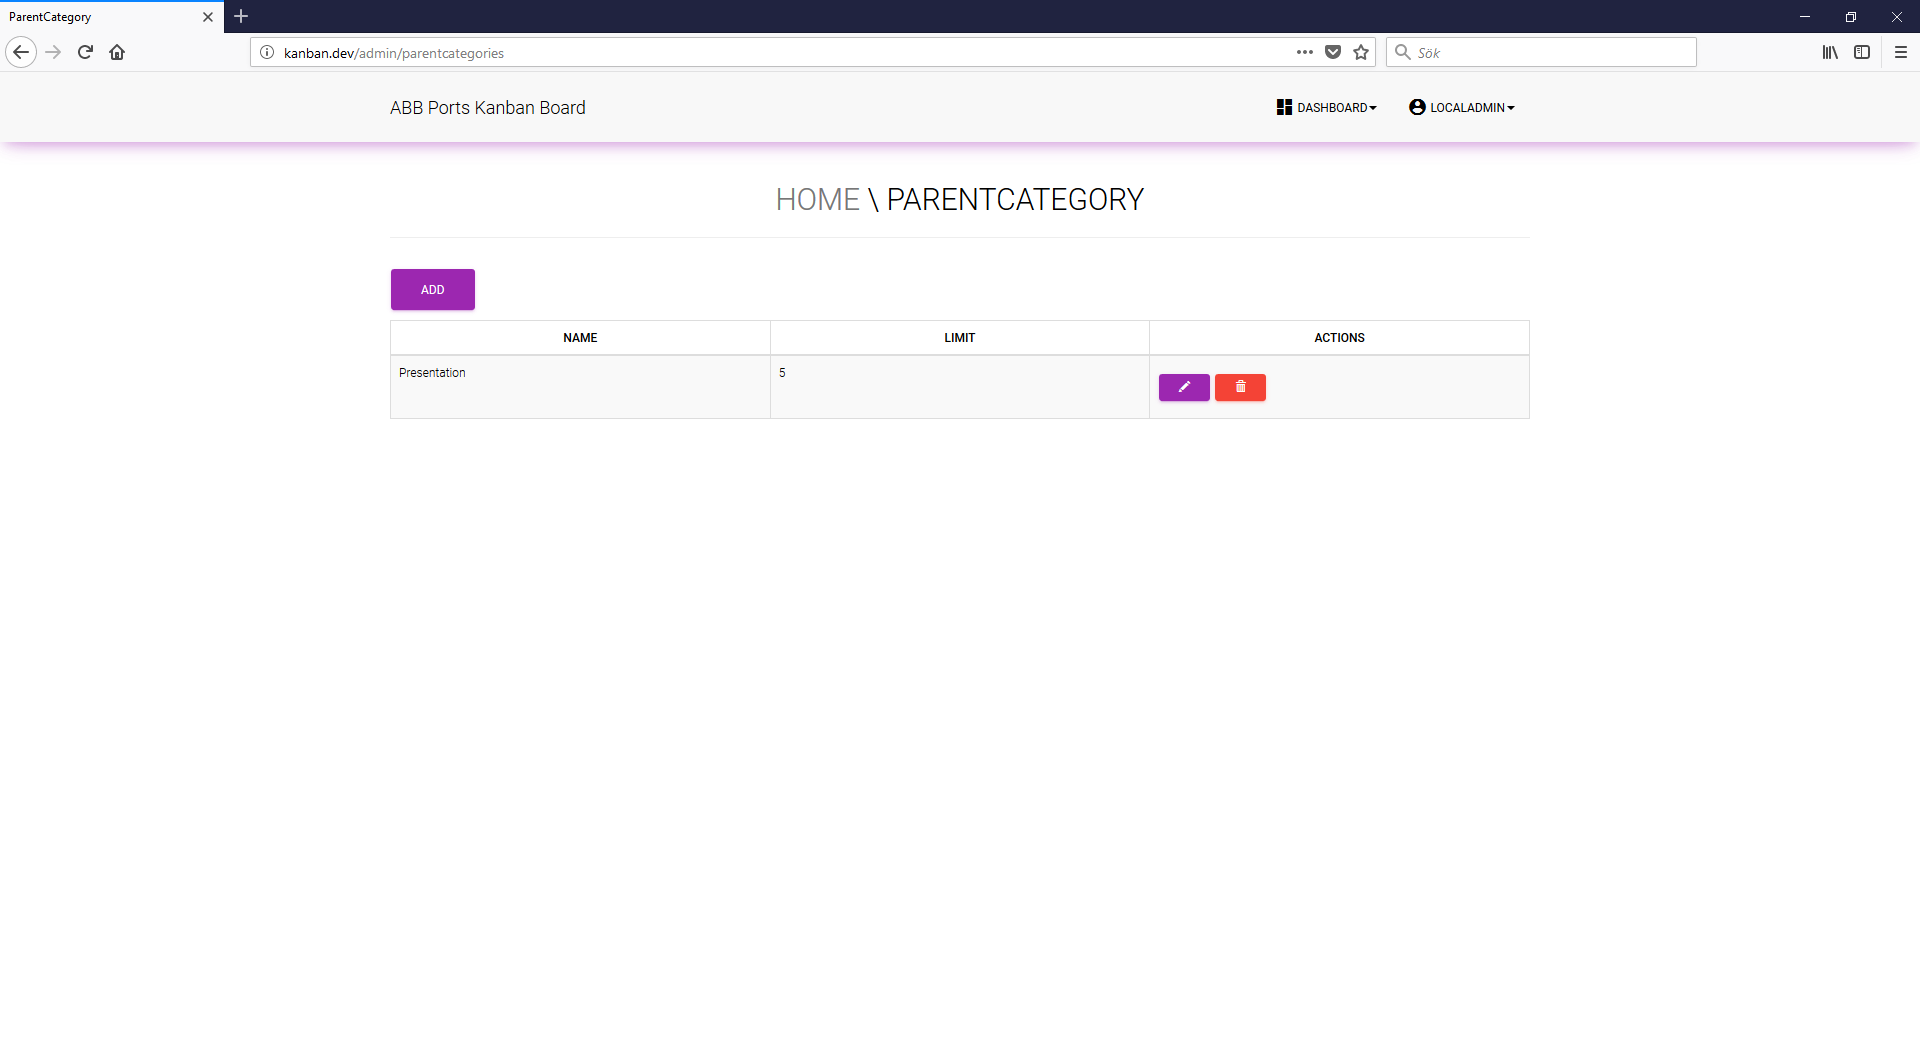 ParentCategory
kanban.dev/admin/parentcategories
Sök
ABB Ports Kanban Board
DASHBOARD
LOCALADMIN
HOME \ PARENTCATEGORY
ADD
NAME LIMIT ACTIONS
Presentation 5